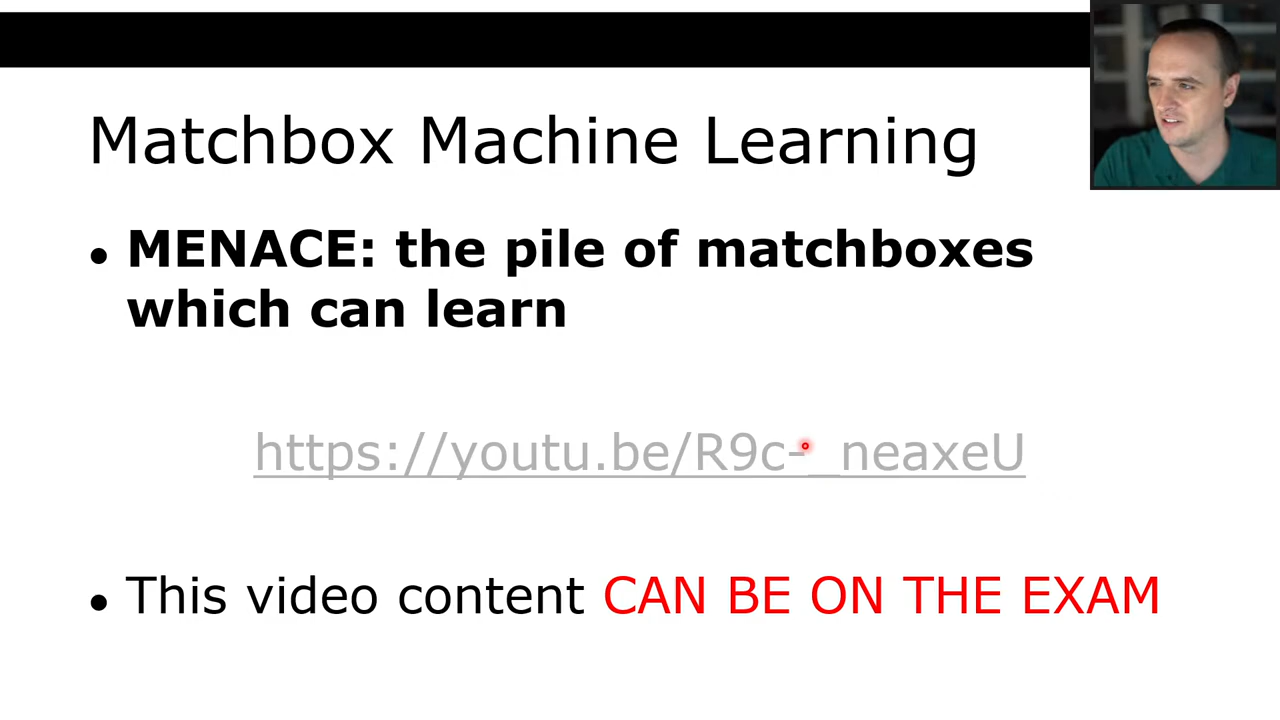 Matchbox Machine Learning
• MENACE: the pile of matchboxes
which can learn
https://youtu.be/R9c-_neaxeU
• This video content CAN BE ON THE EXAM